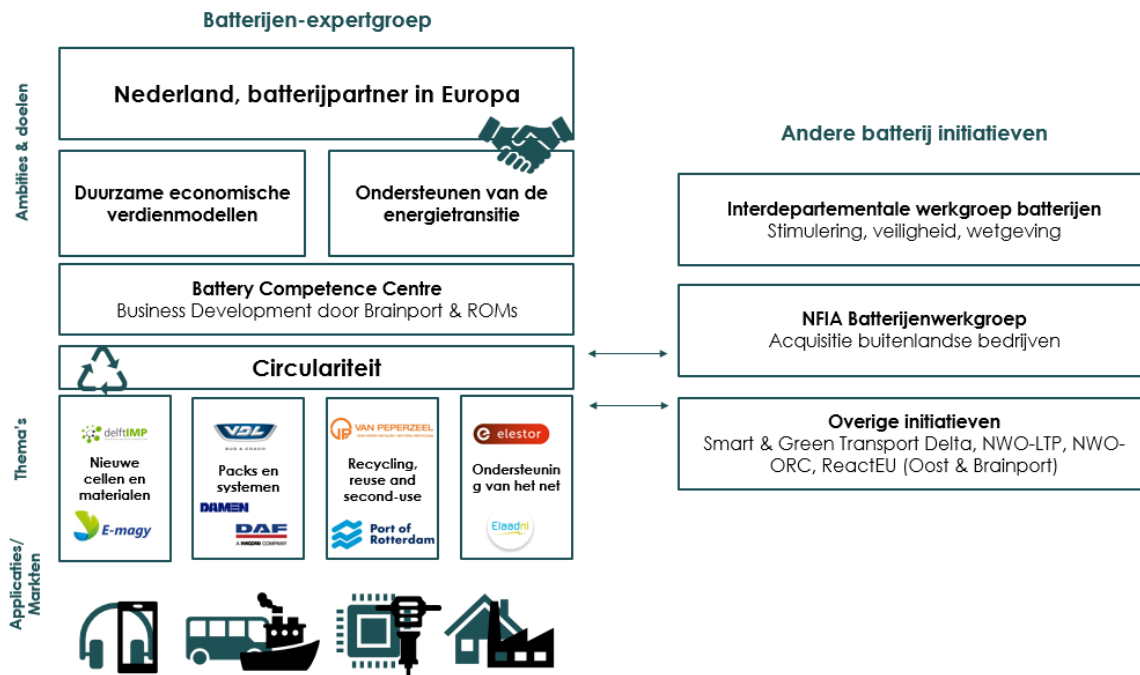 Batterijen-expertgroep
Ambities & doelen
Nederland, batterijpartner in Europa
Duurzame economische
verdienmodellen
Ondersteunen van de
energietransitie
Battery Competence Centre
Business Development door Brainport & ROMs
Circulariteit
Thema's
delftIMP
Nieuwe
cellen en
materialen
E-magy
VDL
BUS & COACH
Packs en
systemen
DAMEN
DAF
A PACCAR COMPANY
VP
VAN PEPERZEEL
Recycling,
reuse and
second-use
Port of
Rotterdam
e elestor
Ondersteunin
g van het net
Elaadnl
Applicaties/
Markten
Andere batterij initiatieven
Interdepartementale werkgroep batterijen
Stimulering, veiligheid, wetgeving
NFIA Batterijenwerkgroep
Acquisitie buitenlandse bedrijven
Overige initiatieven
Smart & Green Transport Delta, NWO-LTP, NWO-
ORC, ReactEU (Oost & Brainport)